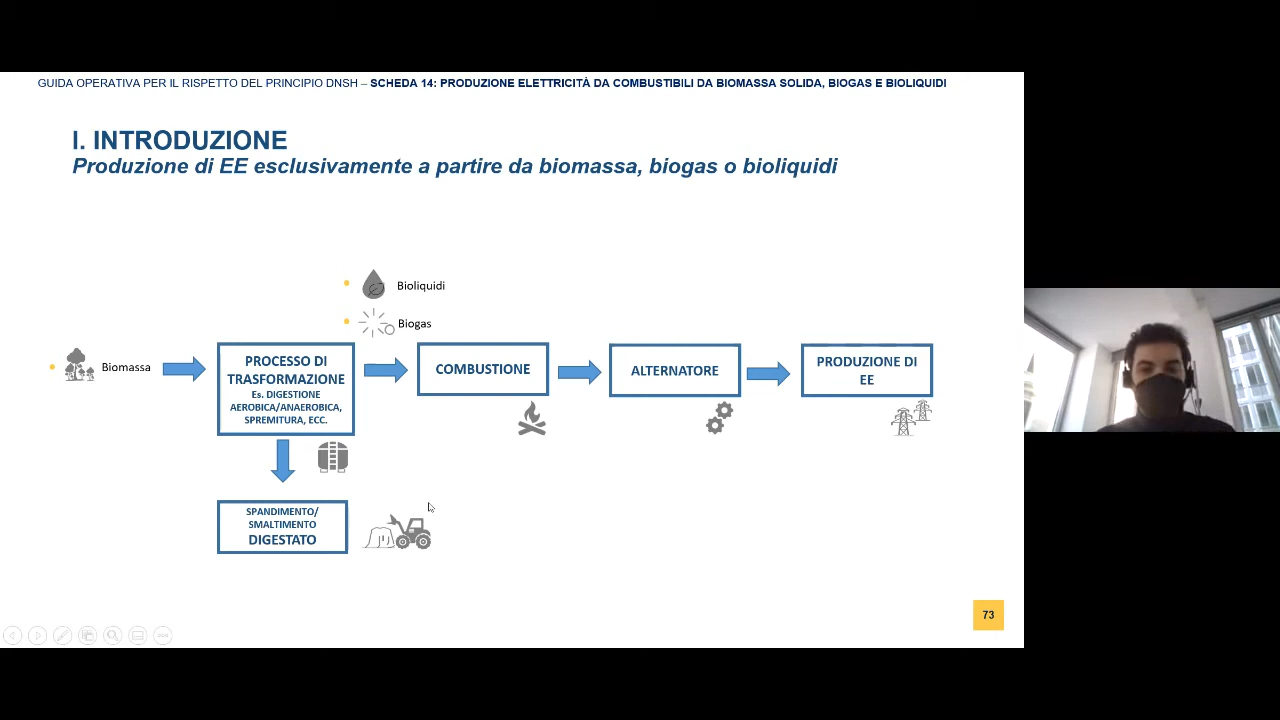 GUIDA OPERATIVA PER IL RISPETTO DEL PRINCIPIO DNSH – SCHEDA 14: PRODUZIONE ELETTRICITÀ DA COMBUSTIBILI DA BIOMASSA SOLIDA, BIOGAS E BIOLIQUIDI
I. INTRODUZIONE
Produzione di EE esclusivamente a partire da biomassa, biogas o bioliquidi
Bioliquidi
Biogas
Biomassa
PROCESSO DI
TRASFORMAZIONE
Es. DIGESTIONE
AEROBICA/ANAEROBICA,
SPREMITURA, ECC.
COMBUSTIONE
ALTERNATORE
PRODUZIONE DI
EE
SPANDIMENTO/
SMALTIMENTO
DIGESTATO
73